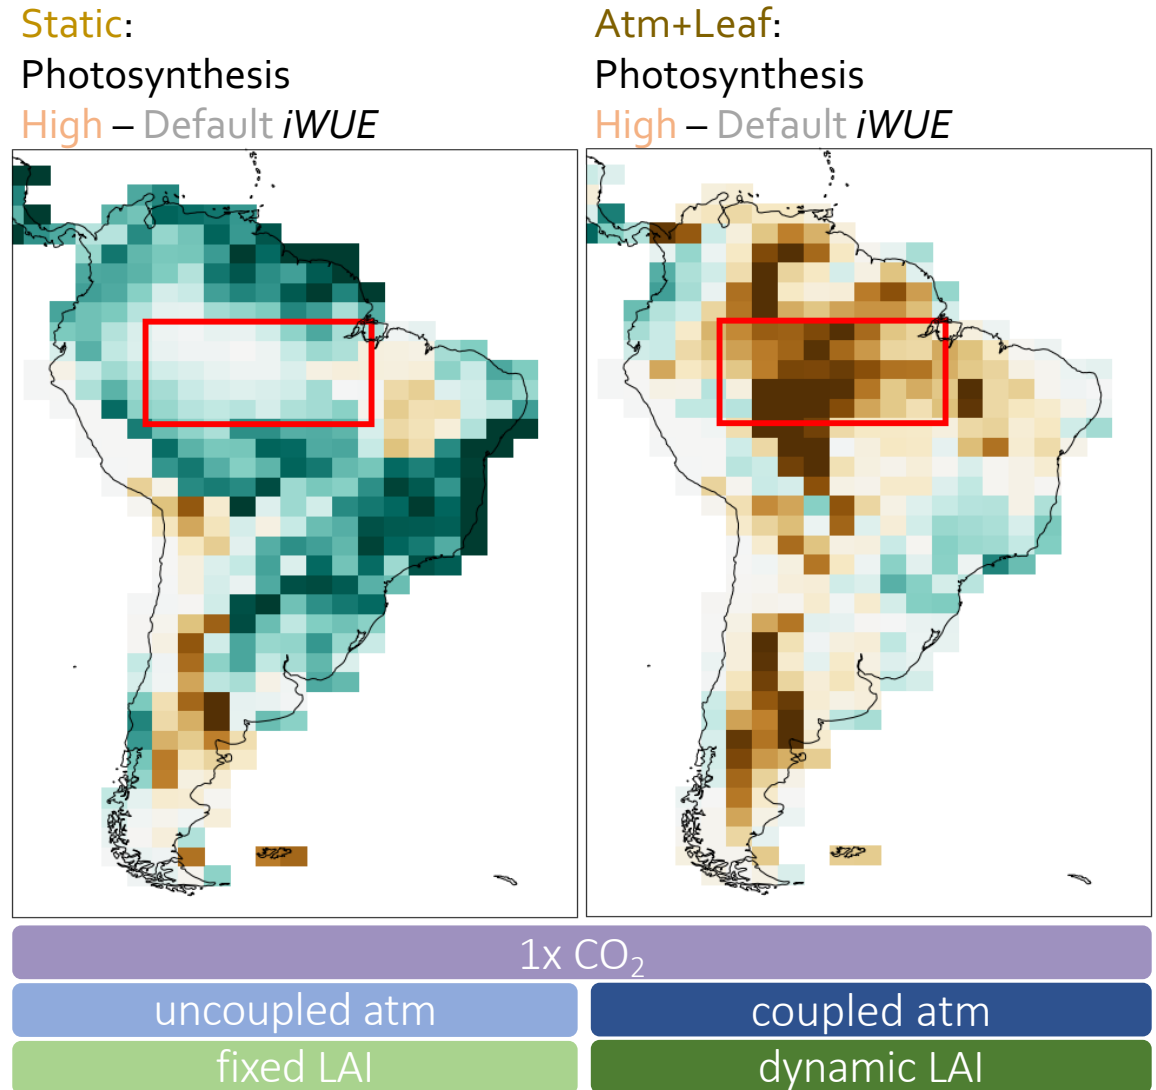 Static:
Photosynthesis
High – Default iWUE
Atm+Leaf:
Photosynthesis
High – Default iWUE
1x CO₂
uncoupled atm
coupled atm
fixed LAI
dynamic LAI